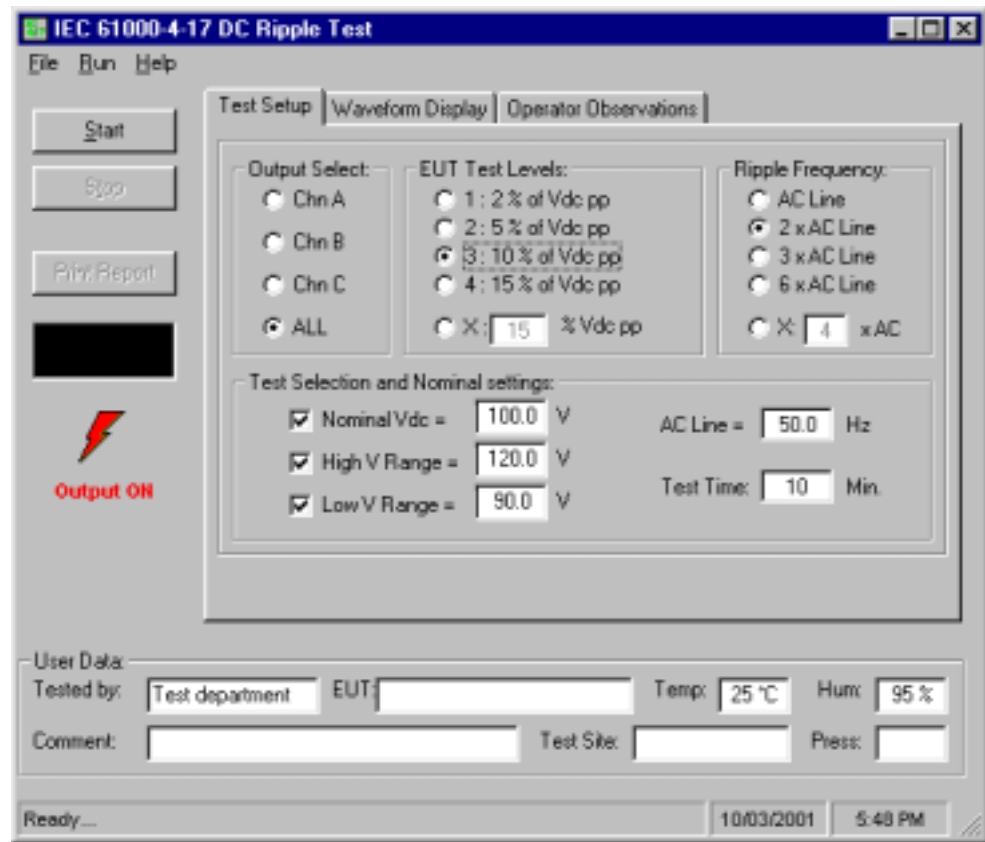 IEC 61000-4-17 DC Ripple Test
File Run Help
Start
Stop
Print Report
Output ON
Test Setup Waveform Display Operator Observations
Output Select:
Chn A
Chn B
Chn C
ALL
EUT Test Levels:
1 : 2 % of Vdc pp
2 : 5 % of Vdc pp
3 : 10 % of Vdc pp
4 : 15 % of Vdc pp
X : 15 % Vdc pp
Ripple Frequency:
AC Line
2 x AC Line
3 x AC Line
6 x AC Line
X: 4 x AC
Test Selection and Nominal settings:
Nominal Vdc = 100.0 V
High V Range = 120.0 V
Low V Range = 90.0 V
AC Line = 50.0 Hz
Test Time: 10 Min.
User Data:
Tested by: Test department EUT: Temp: 25 °C Hum: 95 %
Comment: Test Site: Press:
Ready.... 10/03/2001 5:48 PM